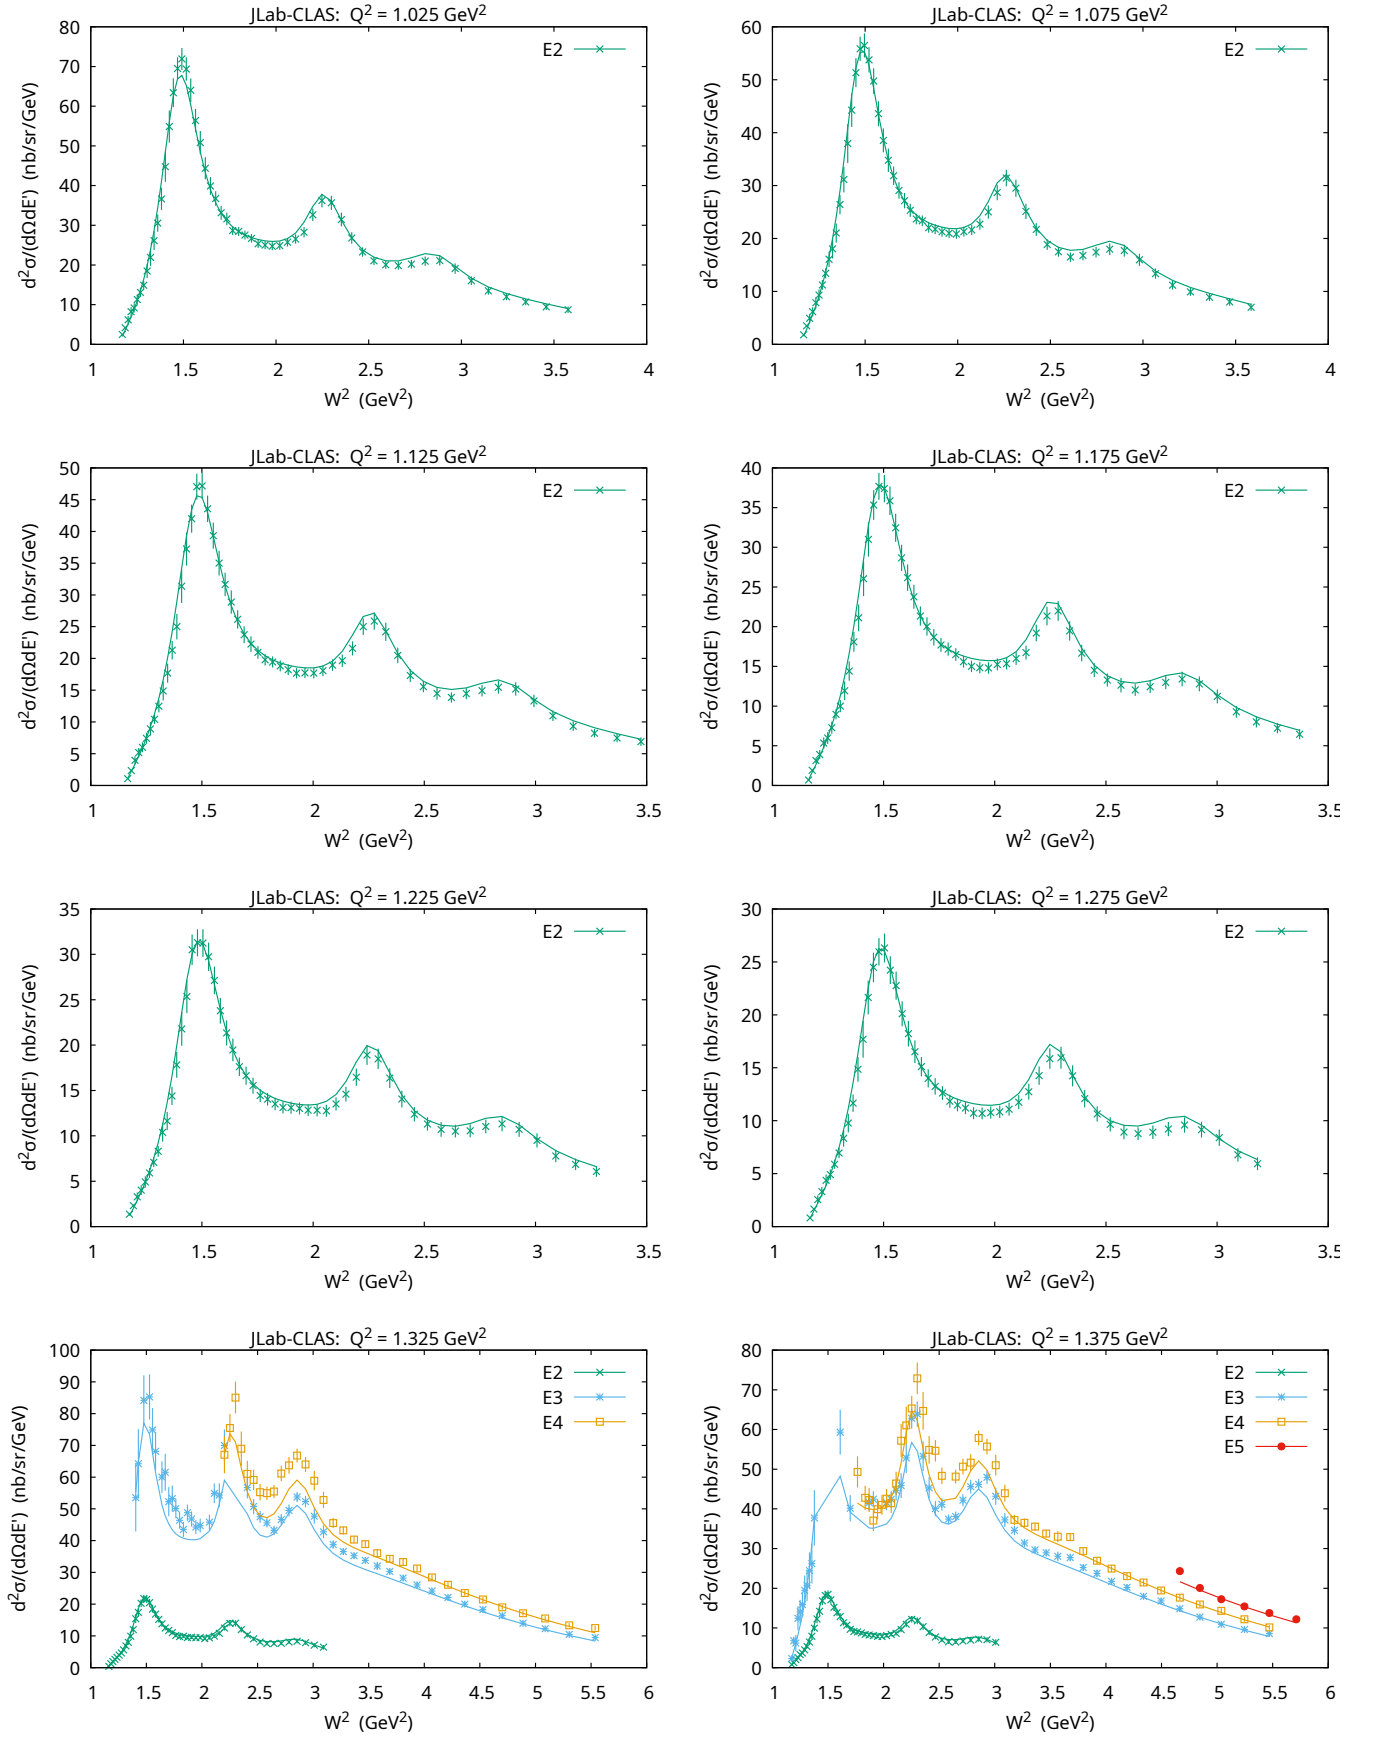 JLab-CLAS: Q² = 1.025 GeV²
E2
d²σ/(dΩdE') (nb/sr/GeV)
80
70
60
50
40
30
20
10
0
1 1.5 2 2.5 3 3.5 4
W² (GeV²)
JLab-CLAS: Q² = 1.075 GeV²
E2
d²σ/(dΩdE') (nb/sr/GeV)
60
50
40
30
20
10
0
1 1.5 2 2.5 3 3.5 4
W² (GeV²)
JLab-CLAS: Q² = 1.125 GeV²
E2
d²σ/(dΩdE') (nb/sr/GeV)
50
45
40
35
30
25
20
15
10
5
0
1 1.5 2 2.5 3 3.5
W² (GeV²)
JLab-CLAS: Q² = 1.175 GeV²
E2
d²σ/(dΩdE') (nb/sr/GeV)
40
35
30
25
20
15
10
5
0
1 1.5 2 2.5 3 3.5
W² (GeV²)
JLab-CLAS: Q² = 1.225 GeV²
E2
d²σ/(dΩdE') (nb/sr/GeV)
35
30
25
20
15
10
5
0
1 1.5 2 2.5 3 3.5
W² (GeV²)
JLab-CLAS: Q² = 1.275 GeV²
E2
d²σ/(dΩdE') (nb/sr/GeV)
30
25
20
15
10
5
0
1 1.5 2 2.5 3 3.5
W² (GeV²)
JLab-CLAS: Q² = 1.325 GeV²
E2
E3
E4
d²σ/(dΩdE') (nb/sr/GeV)
100
90
80
70
60
50
40
30
20
10
0
1 1.5 2 2.5 3 3.5 4 4.5 5 5.5 6
W² (GeV²)
JLab-CLAS: Q² = 1.375 GeV²
E2
E3
E4
E5
d²σ/(dΩdE') (nb/sr/GeV)
80
70
60
50
40
30
20
10
0
1 1.5 2 2.5 3 3.5 4 4.5 5 5.5 6
W² (GeV²)